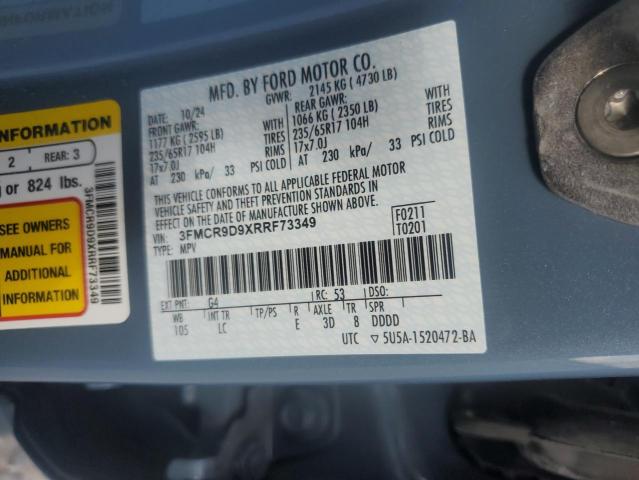 INFORMATION
2 REAR: 3
or 824 lbs.
SEE OWNERS
MANUAL FOR
ADDITIONAL
INFORMATION
3FMCR9D9XRRF73349
MFD. BY FORD MOTOR CO.
DATE: 10/24 GVWR: 2145 KG ( 4730 LB)
FRONT GAWR: REAR GAWR:
1177 KG ( 2595 LB) WITH 1066 KG ( 2350 LB) WITH
235/65R17 104H TIRES 235/65R17 104H TIRES
17x7.0J RIMS 17x7.0J RIMS
AT 230 kPa/ 33 PSI COLD AT 230 kPa/ 33 PSI COLD
THIS VEHICLE CONFORMS TO ALL APPLICABLE FEDERAL MOTOR
VEHICLE SAFETY AND THEFT PREVENTION STANDARDS IN
EFFECT ON THE DATE OF MANUFACTURE SHOWN ABOVE.
VIN: 3FMCR9D9XRRF73349 F0211
TYPE: MPV T0201
EXT PNT: G4 RC: 53 DSO:
WB INT TR TP/PS R AXLE TR SPR
105 LC E 3D 8 DDDD
UTC 5U5A-1520472-BA